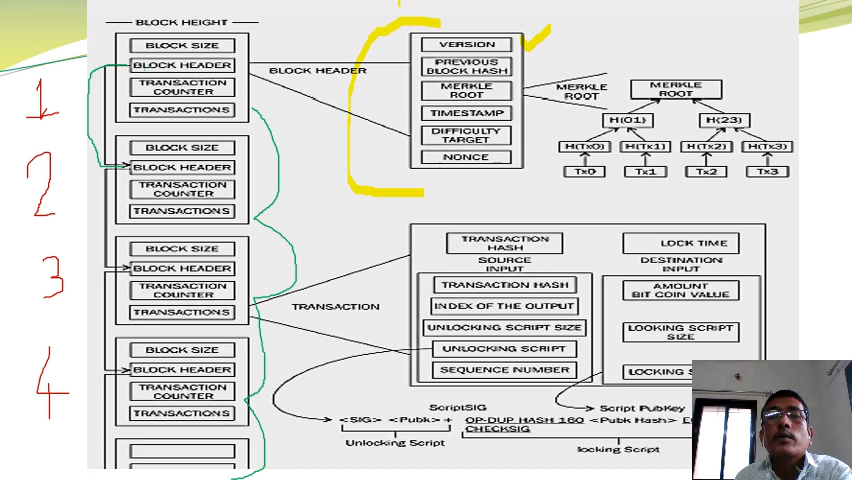 BLOCK HEIGHT
1
BLOCK SIZE
BLOCK HEADER
TRANSACTION
COUNTER
TRANSACTIONS
2
BLOCK SIZE
BLOCK HEADER
TRANSACTION
COUNTER
TRANSACTIONS
3
BLOCK SIZE
BLOCK HEADER
TRANSACTION
COUNTER
TRANSACTIONS
4
BLOCK SIZE
BLOCK HEADER
TRANSACTION
COUNTER
TRANSACTIONS
BLOCK HEADER
VERSION
PREVIOUS
BLOCK HASH
MERKLE
ROOT
TIMESTAMP
DIFFICULTY
TARGET
NONCE
MERKLE
ROOT
MERKLE
ROOT
H(01) H(23)
H(Tx0) H(Tx1) H(Tx2) H(Tx3)
Tx0 Tx1 Tx2 Tx3
TRANSACTION
TRANSACTION
HASH
SOURCE
INPUT
TRANSACTION HASH
INDEX OF THE OUTPUT
UNLOCKING SCRIPT SIZE
UNLOCKING SCRIPT
SEQUENCE NUMBER
LOCK TIME
DESTINATION
INPUT
AMOUNT
BIT COIN VALUE
LOOKING SCRIPT
SIZE
LOCKING
ScriptSIG
Script PubKey
<SIG> <Pubk> + OP-DUP HASH 160 <Pubk Hash>
CHECKSIG
Unlocking Script
locking Script